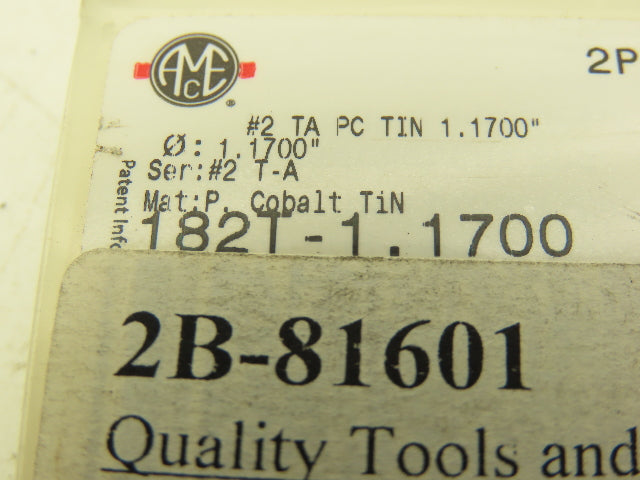 AMEC ®
2P
#2 TA PC TIN 1.1700"
Ø: 1.1700"
Ser:#2 T-A
Mat:P. Cobalt TiN
182T-1.1700
Patent Info
2B-81601
Quality Tools and